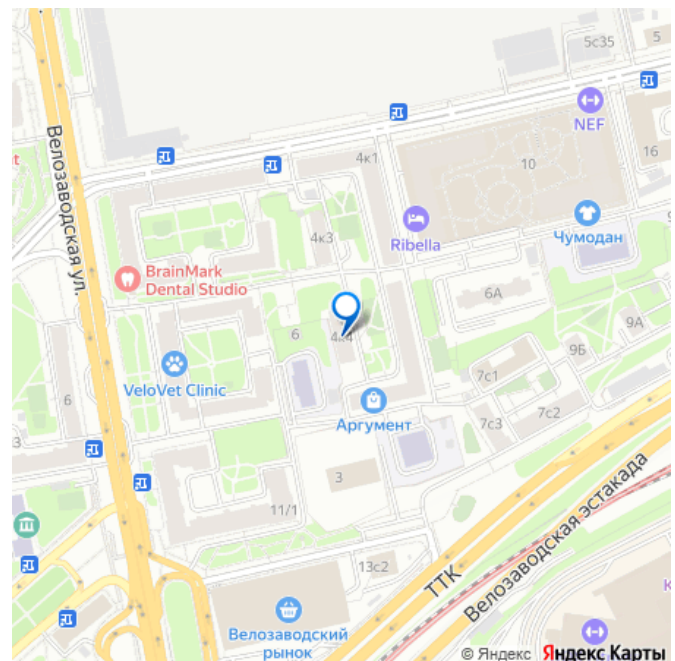 5с35
5
NEF
4к1
10
16
Велозаводская ул.
Ribella
4к3
Чумодан
BrainMark
Dental Studio
6А
6
4к4
9А
9Б
VeloVet Clinic
7с1
6
Аргумент
7с3
7с2
3
3
11/1
13с2
ТТК
Велозаводская эстакада
Велозаводский
рынок
© Яндекс Яндекс Карты